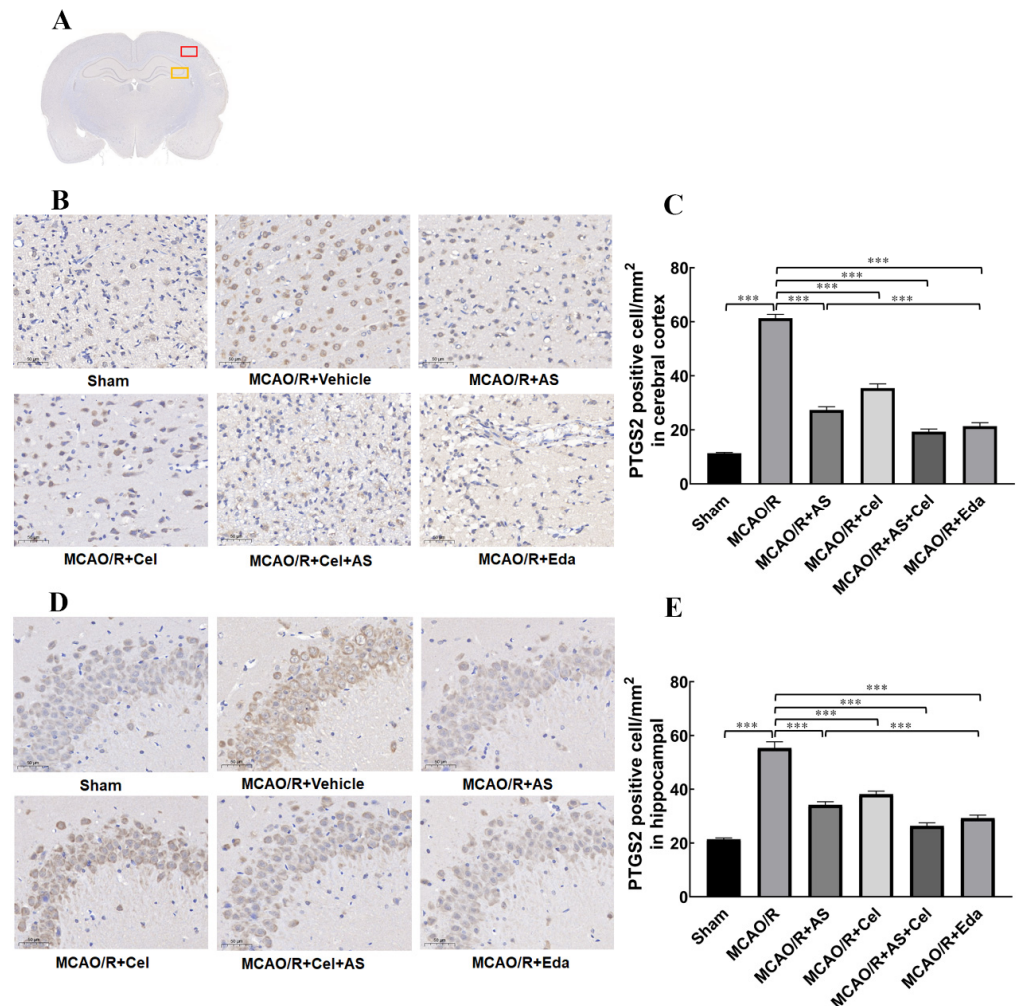 A
B
Sham
MCAO/R+Vehicle
MCAO/R+AS
MCAO/R+Cel
MCAO/R+Cel+AS
MCAO/R+Eda
C
PTGS2 positive cell/mm²
in cerebral cortex
80
60
40
20
0
***
***
***
***
***
***
Sham
MCAO/R
MCAO/R+AS
MCAO/R+Cel
MCAO/R+AS+Cel
MCAO/R+Eda
D
Sham
MCAO/R+Vehicle
MCAO/R+AS
MCAO/R+Cel
MCAO/R+Cel+AS
MCAO/R+Eda
E
PTGS2 positive cell/mm²
in hippocampal
80
60
40
20
0
***
***
***
***
***
***
Sham
MCAO/R
MCAO/R+AS
MCAO/R+Cel
MCAO/R+AS+Cel
MCAO/R+Eda